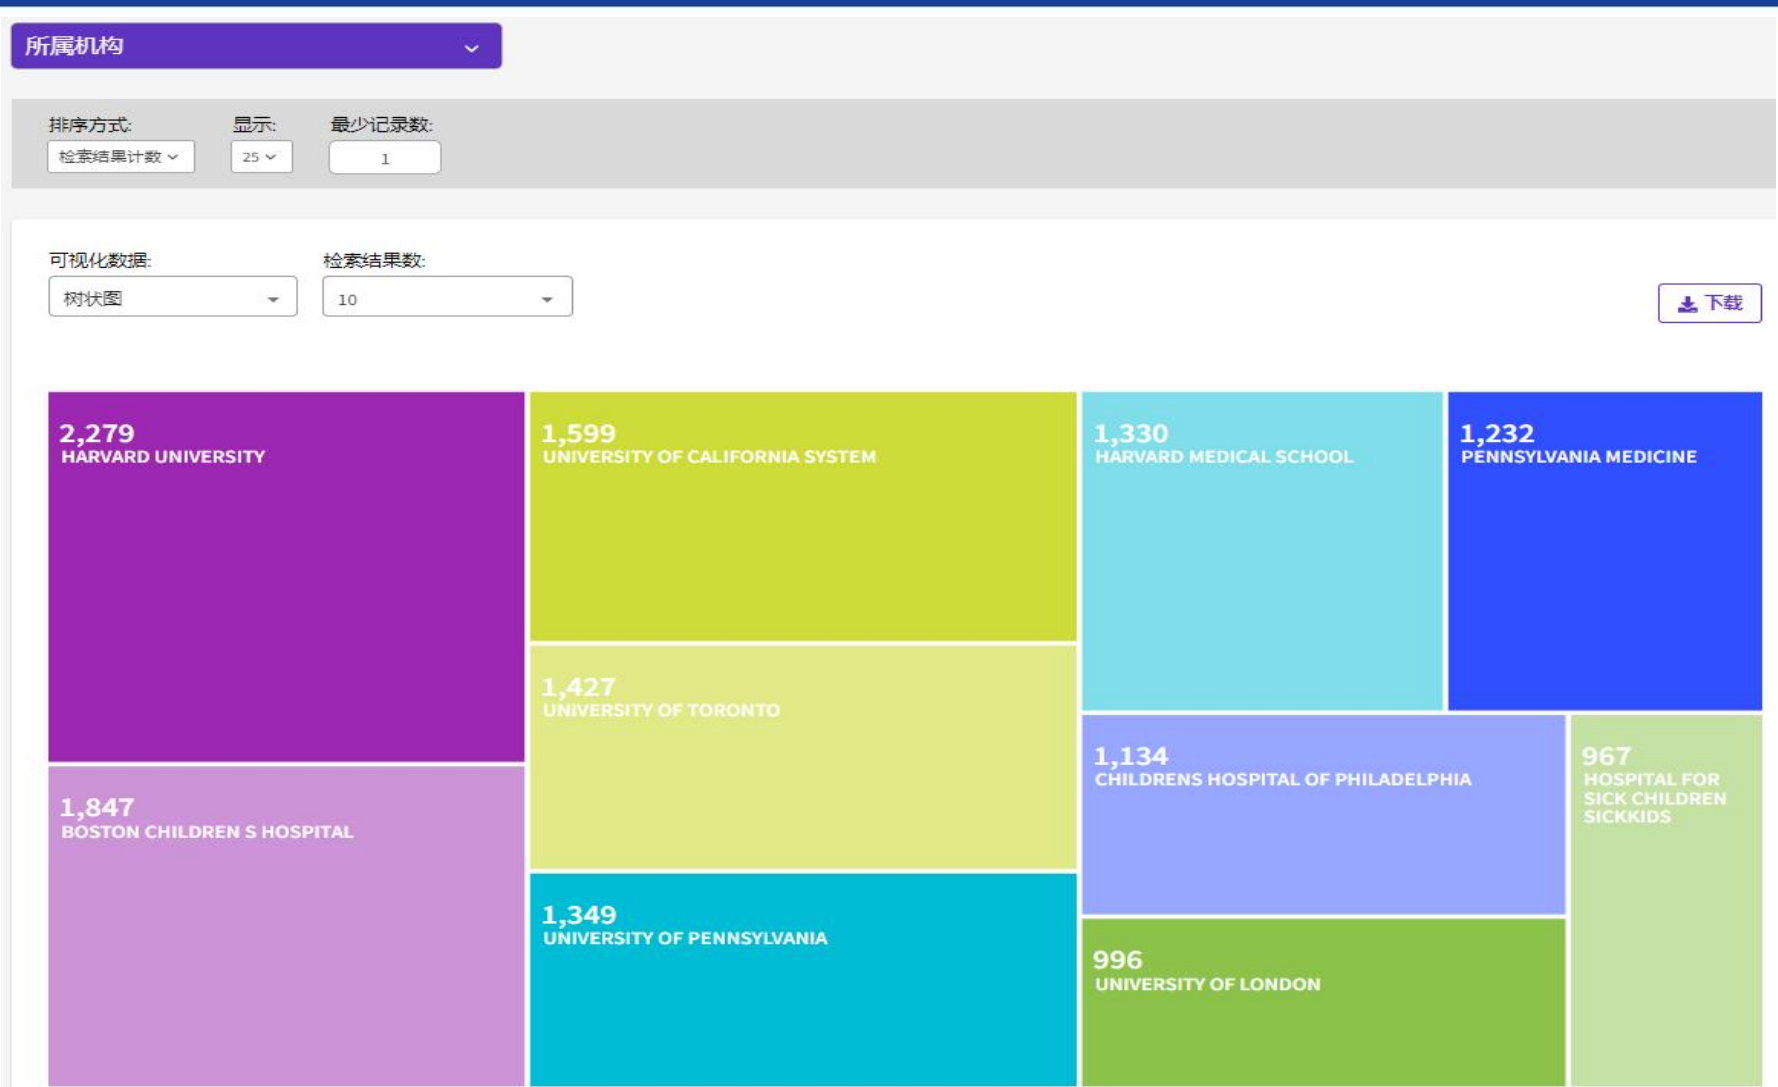 所属机构
排序方式:
显示:
最少记录数:
检索结果计数
25
1
可视化数据:
检索结果数:
树状图
10
下载
2,279
HARVARD UNIVERSITY
1,847
BOSTON CHILDREN S HOSPITAL
1,599
UNIVERSITY OF CALIFORNIA SYSTEM
1,427
UNIVERSITY OF TORONTO
1,349
UNIVERSITY OF PENNSYLVANIA
1,330
HARVARD MEDICAL SCHOOL
1,232
PENNSYLVANIA MEDICINE
1,134
CHILDRENS HOSPITAL OF PHILADELPHIA
996
UNIVERSITY OF LONDON
967
HOSPITAL FOR
SICK CHILDREN
SICKKIDS